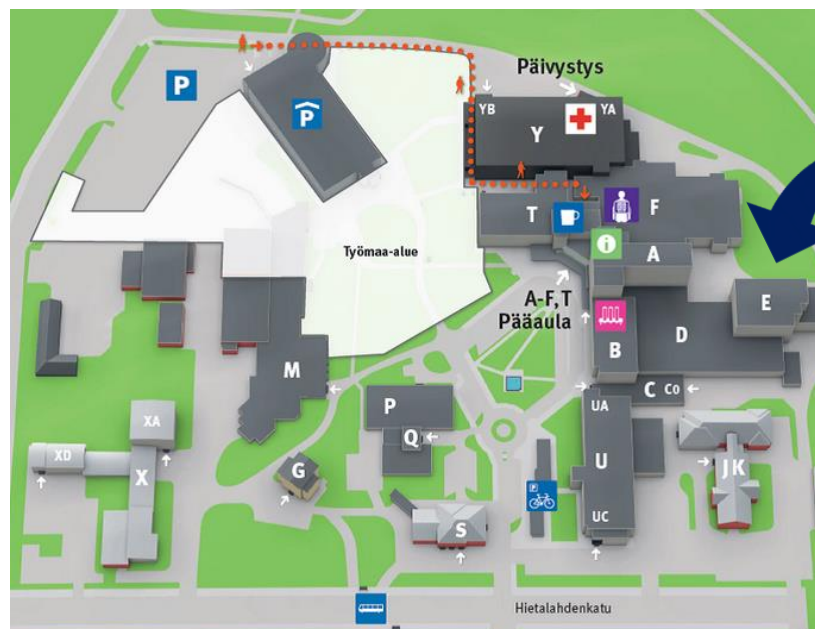 P
P
Päivystys
YB
YA
Y
T
F
i
A
Työmaa-alue
A-F,T
Pääaula
E
D
B
M
C
Co
P
UA
Q
XA
XD
X
G
U
JK
P
UC
S
Hietalahdenkatu